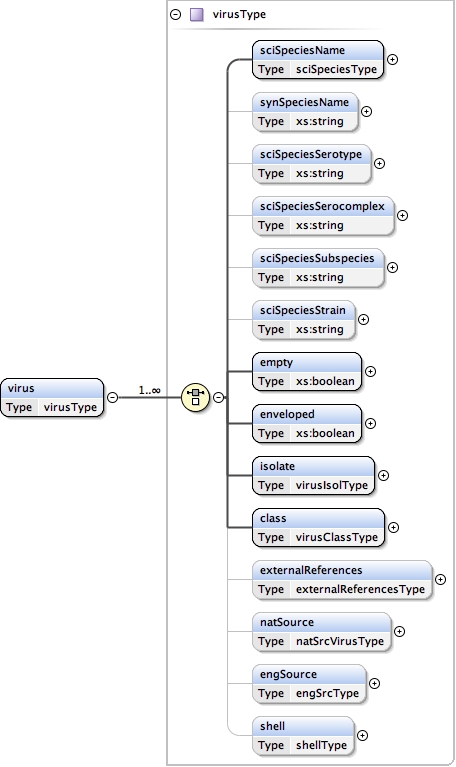 virusType
sciSpeciesName
Type sciSpeciesType
synSpeciesName
Type xs:string
sciSpeciesSerotype
Type xs:string
sciSpeciesSerocomplex
Type xs:string
sciSpeciesSubspecies
Type xs:string
sciSpeciesStrain
Type xs:string
virus
Type virusType
1..∞
empty
Type xs:boolean
enveloped
Type xs:boolean
isolate
Type virusIsolType
class
Type virusClassType
externalReferences
Type externalReferencesType
natSource
Type natSrcVirusType
engSource
Type engSrcType
shell
Type shellType